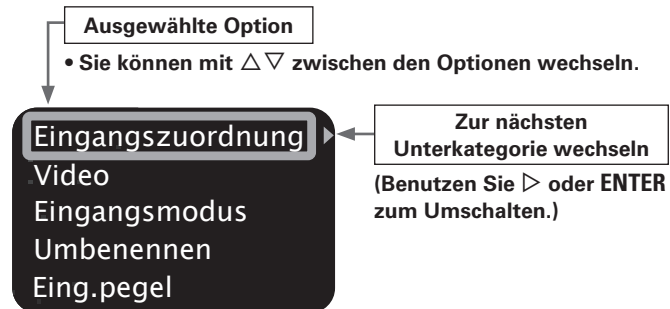 Ausgewählte Option
• Sie können mit △▽ zwischen den Optionen wechseln.
Eingangszuordnung
Video
Eingangsmodus
Umbenennen
Eing.pegel
Zur nächsten
Unterkategorie wechseln
(Benutzen Sie ▷ oder ENTER
zum Umschalten.)